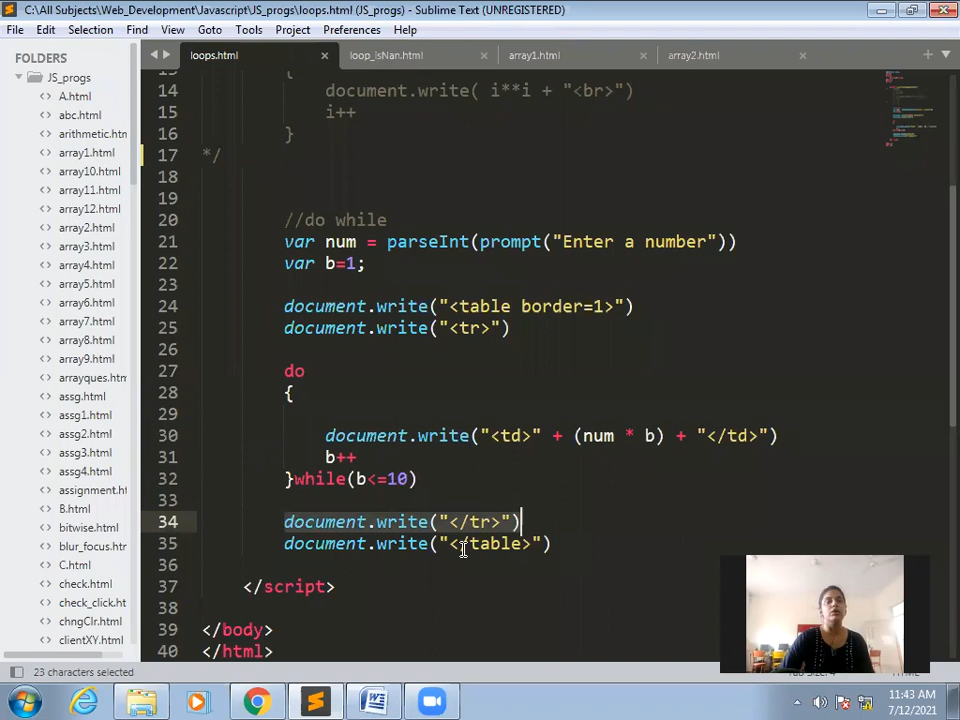 C:\All Subjects\Web_Development\Javascript\JS_progs\loops.html (JS_progs) - Sublime Text (UNREGISTERED)
File Edit Selection Find View Goto Tools Project Preferences Help
FOLDERS
JS_progs
A.html
abc.html
arithmetic.htn
array1.html
array10.html
array11.html
array12.html
array2.html
array3.html
array4.html
array5.html
array6.html
array7.html
array8.html
array9.html
arrayques.htn
assg.html
assg1.html
assg2.html
assg3.html
assg4.html
assignment.ht
B.html
bitwise.html
blur_focus.htn
C.html
check.html
check_click.ht
chngClr.html
clientXY.html
loops.html loop_isNan.html array1.html array2.html
13 {
14 document.write( i**i + "<br>")
15 i++
16 }
17 */
18
19
20 //do while
21 var num = parseInt(prompt("Enter a number"))
22 var b=1;
23
24 document.write("<table border=1>")
25 document.write("<tr>")
26
27 do
28 {
29
30 document.write("<td>" + (num * b) + "</td>")
31 b++
32 }while(b<=10)
33
34 document.write("</tr>")
35 document.write("</table>")
36
37 </script>
38
39 </body>
40 </html>
23 characters selected
11:43 AM
7/12/2021